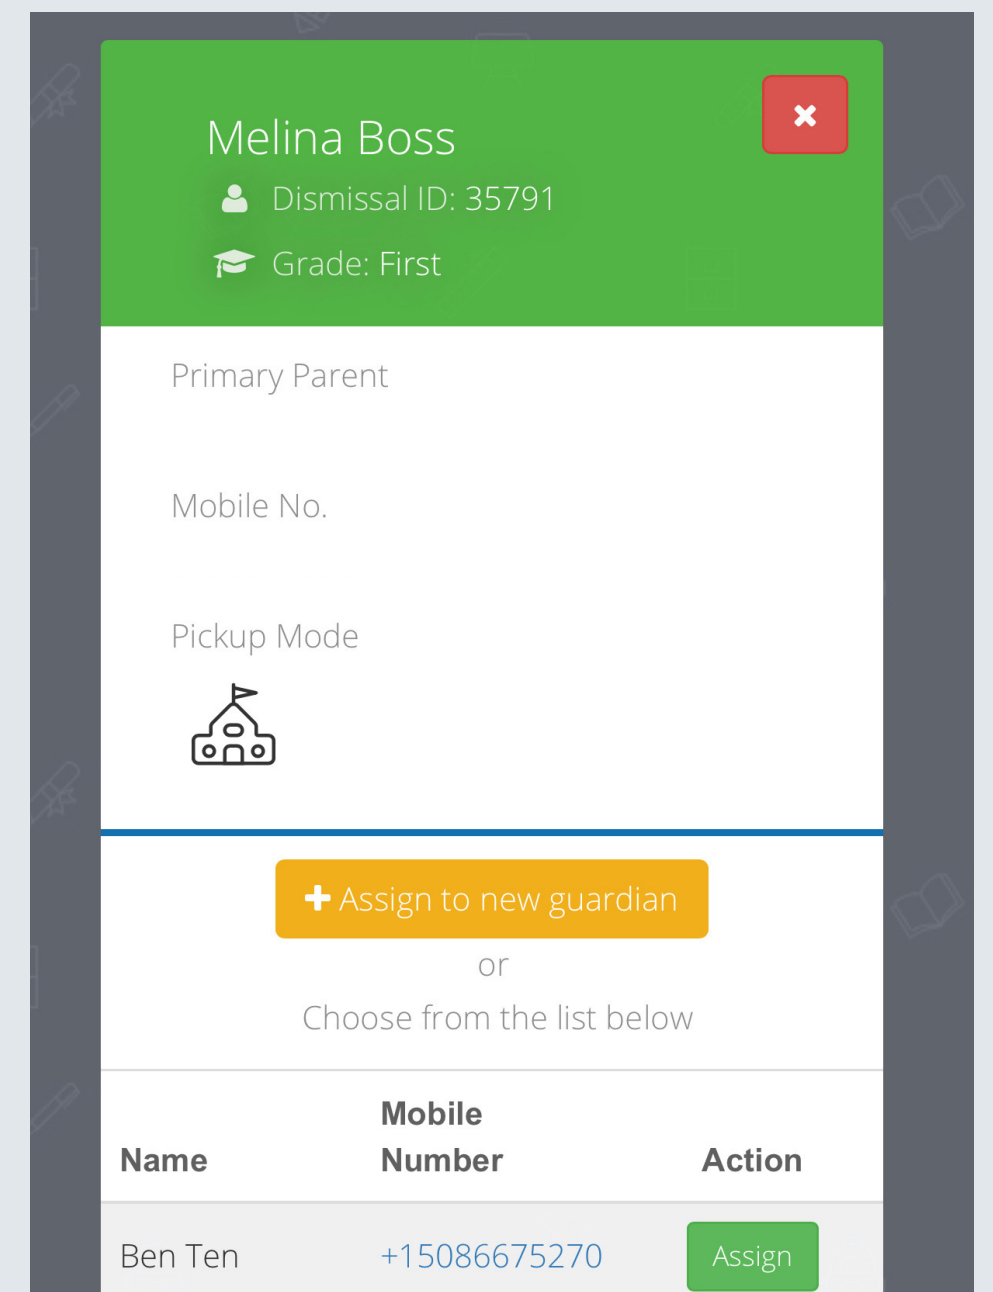 Melina Boss
Dismissal ID: 35791
Grade: First
Primary Parent
Mobile No.
Pickup Mode
Assign to new guardian
or
Choose from the list below
Name Mobile Number Action
Ben Ten +15086675270 Assign